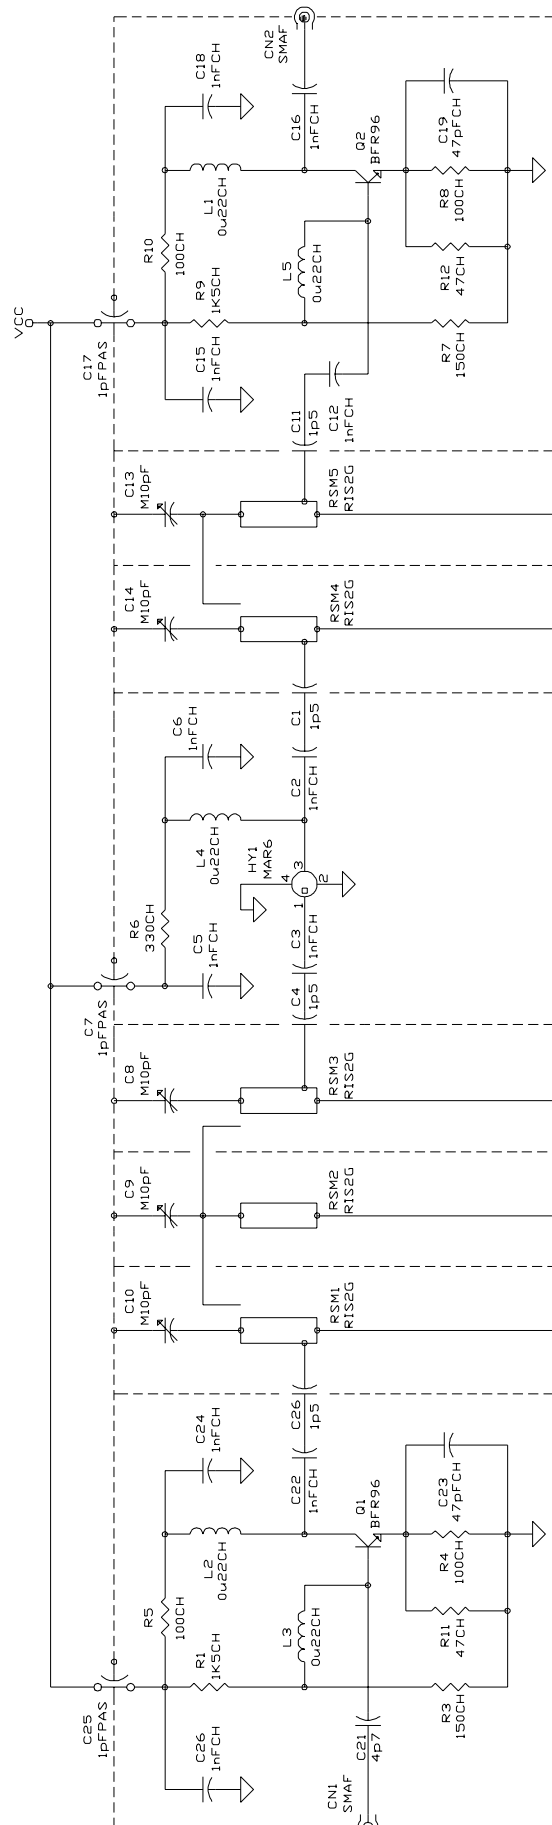 CN2
SMAF
C18
1nFCH
C16
1nFCH
Q2
BFR96
C19
47pFCH
R8
100CH
R12
47CH
R7
150CH
L1
0u22CH
R10
100CH
R9
1K5CH
L5
0u22CH
VCC
C17
1pFPAS
C15
1nFCH
C12
1nFCH
C11
1p5
C13
M10pF
RSM5
RIS2G
C14
M10pF
RSM4
RIS2G
C1
1p5
C6
1nFCH
C2
1nFCH
L4
0u22CH
HY1
MAR6
4
3
2
1
R6
330CH
C5
1nFCH
C3
1nFCH
C4
1p5
C7
1pFPAS
C8
M10pF
RSM3
RIS2G
C9
M10pF
RSM2
RIS2G
C10
M10pF
RSM1
RIS2G
C26
1p5
C24
1nFCH
C22
1nFCH
Q1
BFR96
C23
47pFCH
R4
100CH
R11
47CH
R3
150CH
L2
0u22CH
R5
100CH
R1
1K5CH
L3
0u22CH
C25
1pFPAS
C26
1nFCH
C21
4p7
CN1
SMAF